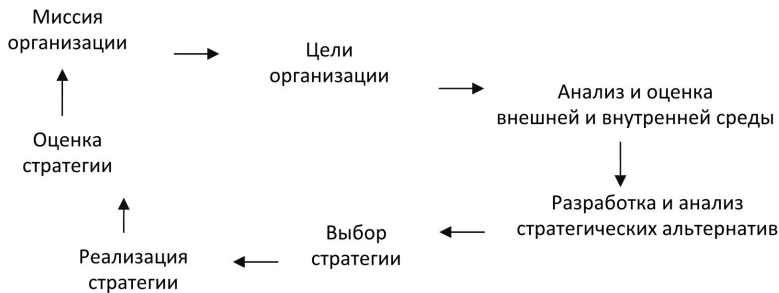 Миссия
организации
Цели
организации
Анализ и оценка
внешней и внутренней среды
Разработка и анализ
стратегических альтернатив
Выбор
стратегии
Реализация
стратегии
Оценка
стратегии